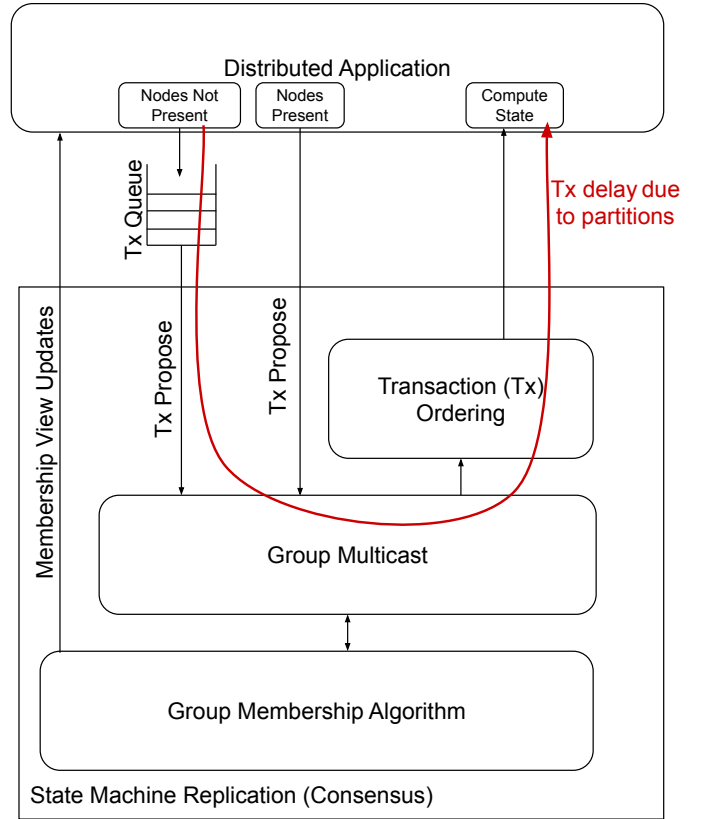 Distributed Application
Nodes Not
Present
Nodes
Present
Compute
State
Tx Queue
Tx delay due
to partitions
Membership View Updates
Tx Propose
Tx Propose
Transaction (Tx)
Ordering
Group Multicast
Group Membership Algorithm
State Machine Replication (Consensus)